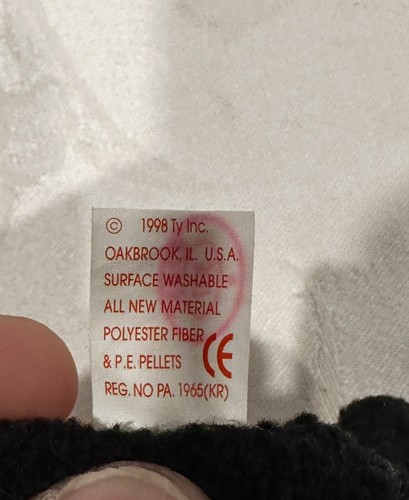 © 1998 Ty Inc,
OAKBROOK, IL. U.S.A.
SURFACE WASHABLE
ALL NEW MATERIAL
POLYESTER FIBER
& P.E. PELLETS CE
REG. NO PA. 1965(KR)